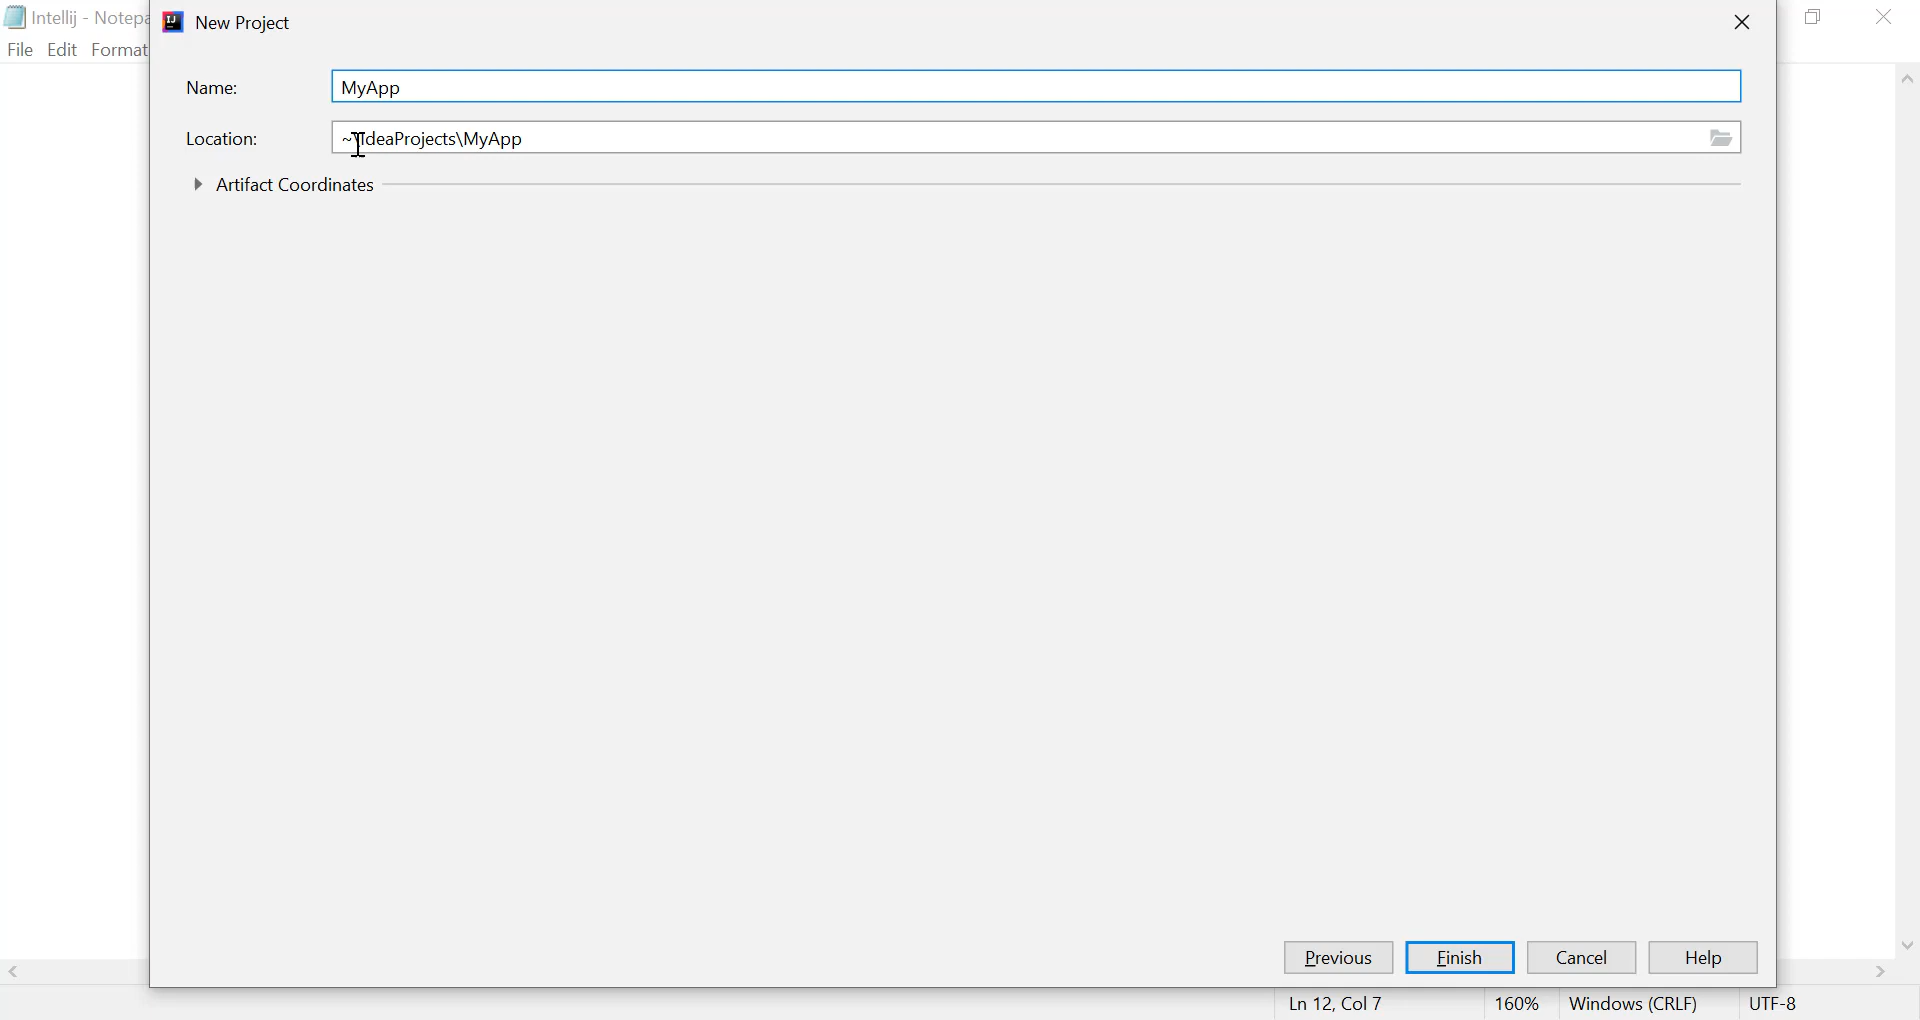 Intellij - Notepa
File Edit Format
New Project
Name: MyApp
Location: ~\IdeaProjects\MyApp
Artifact Coordinates
Previous Finish Cancel Help
Ln 12, Col 7 160% Windows (CRLF) UTF-8